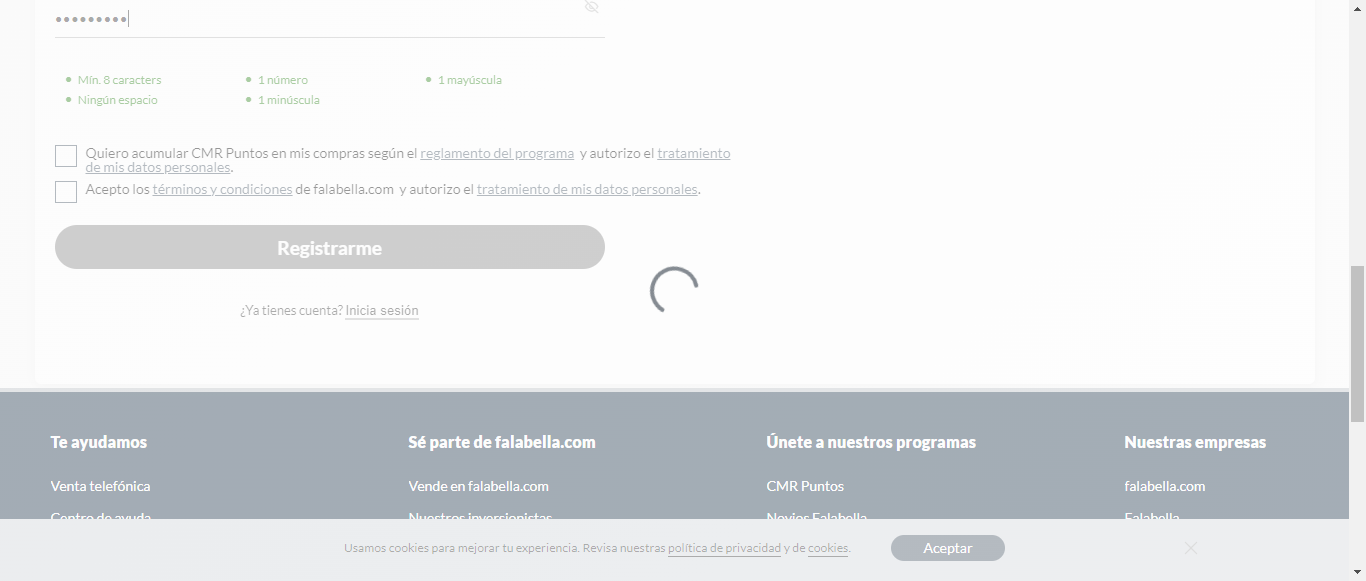 •••••••••
Mín. 8 caracters
1 número
1 mayúscula
Ningún espacio
1 minúscula
Quiero acumular CMR Puntos en mis compras según el reglamento del programa y autorizo el tratamiento
de mis datos personales.
Acepto los términos y condiciones de falabella.com y autorizo el tratamiento de mis datos personales.
Registrarme
¿Ya tienes cuenta? Inicia sesión
Te ayudamos
Sé parte de falabella.com
Únete a nuestros programas
Nuestras empresas
Venta telefónica
Vende en falabella.com
CMR Puntos
falabella.com
Centro de ayuda
Nuestros inversionistas
Novios Falabella
Falabella
Usamos cookies para mejorar tu experiencia. Revisa nuestras política de privacidad y de cookies.
Aceptar